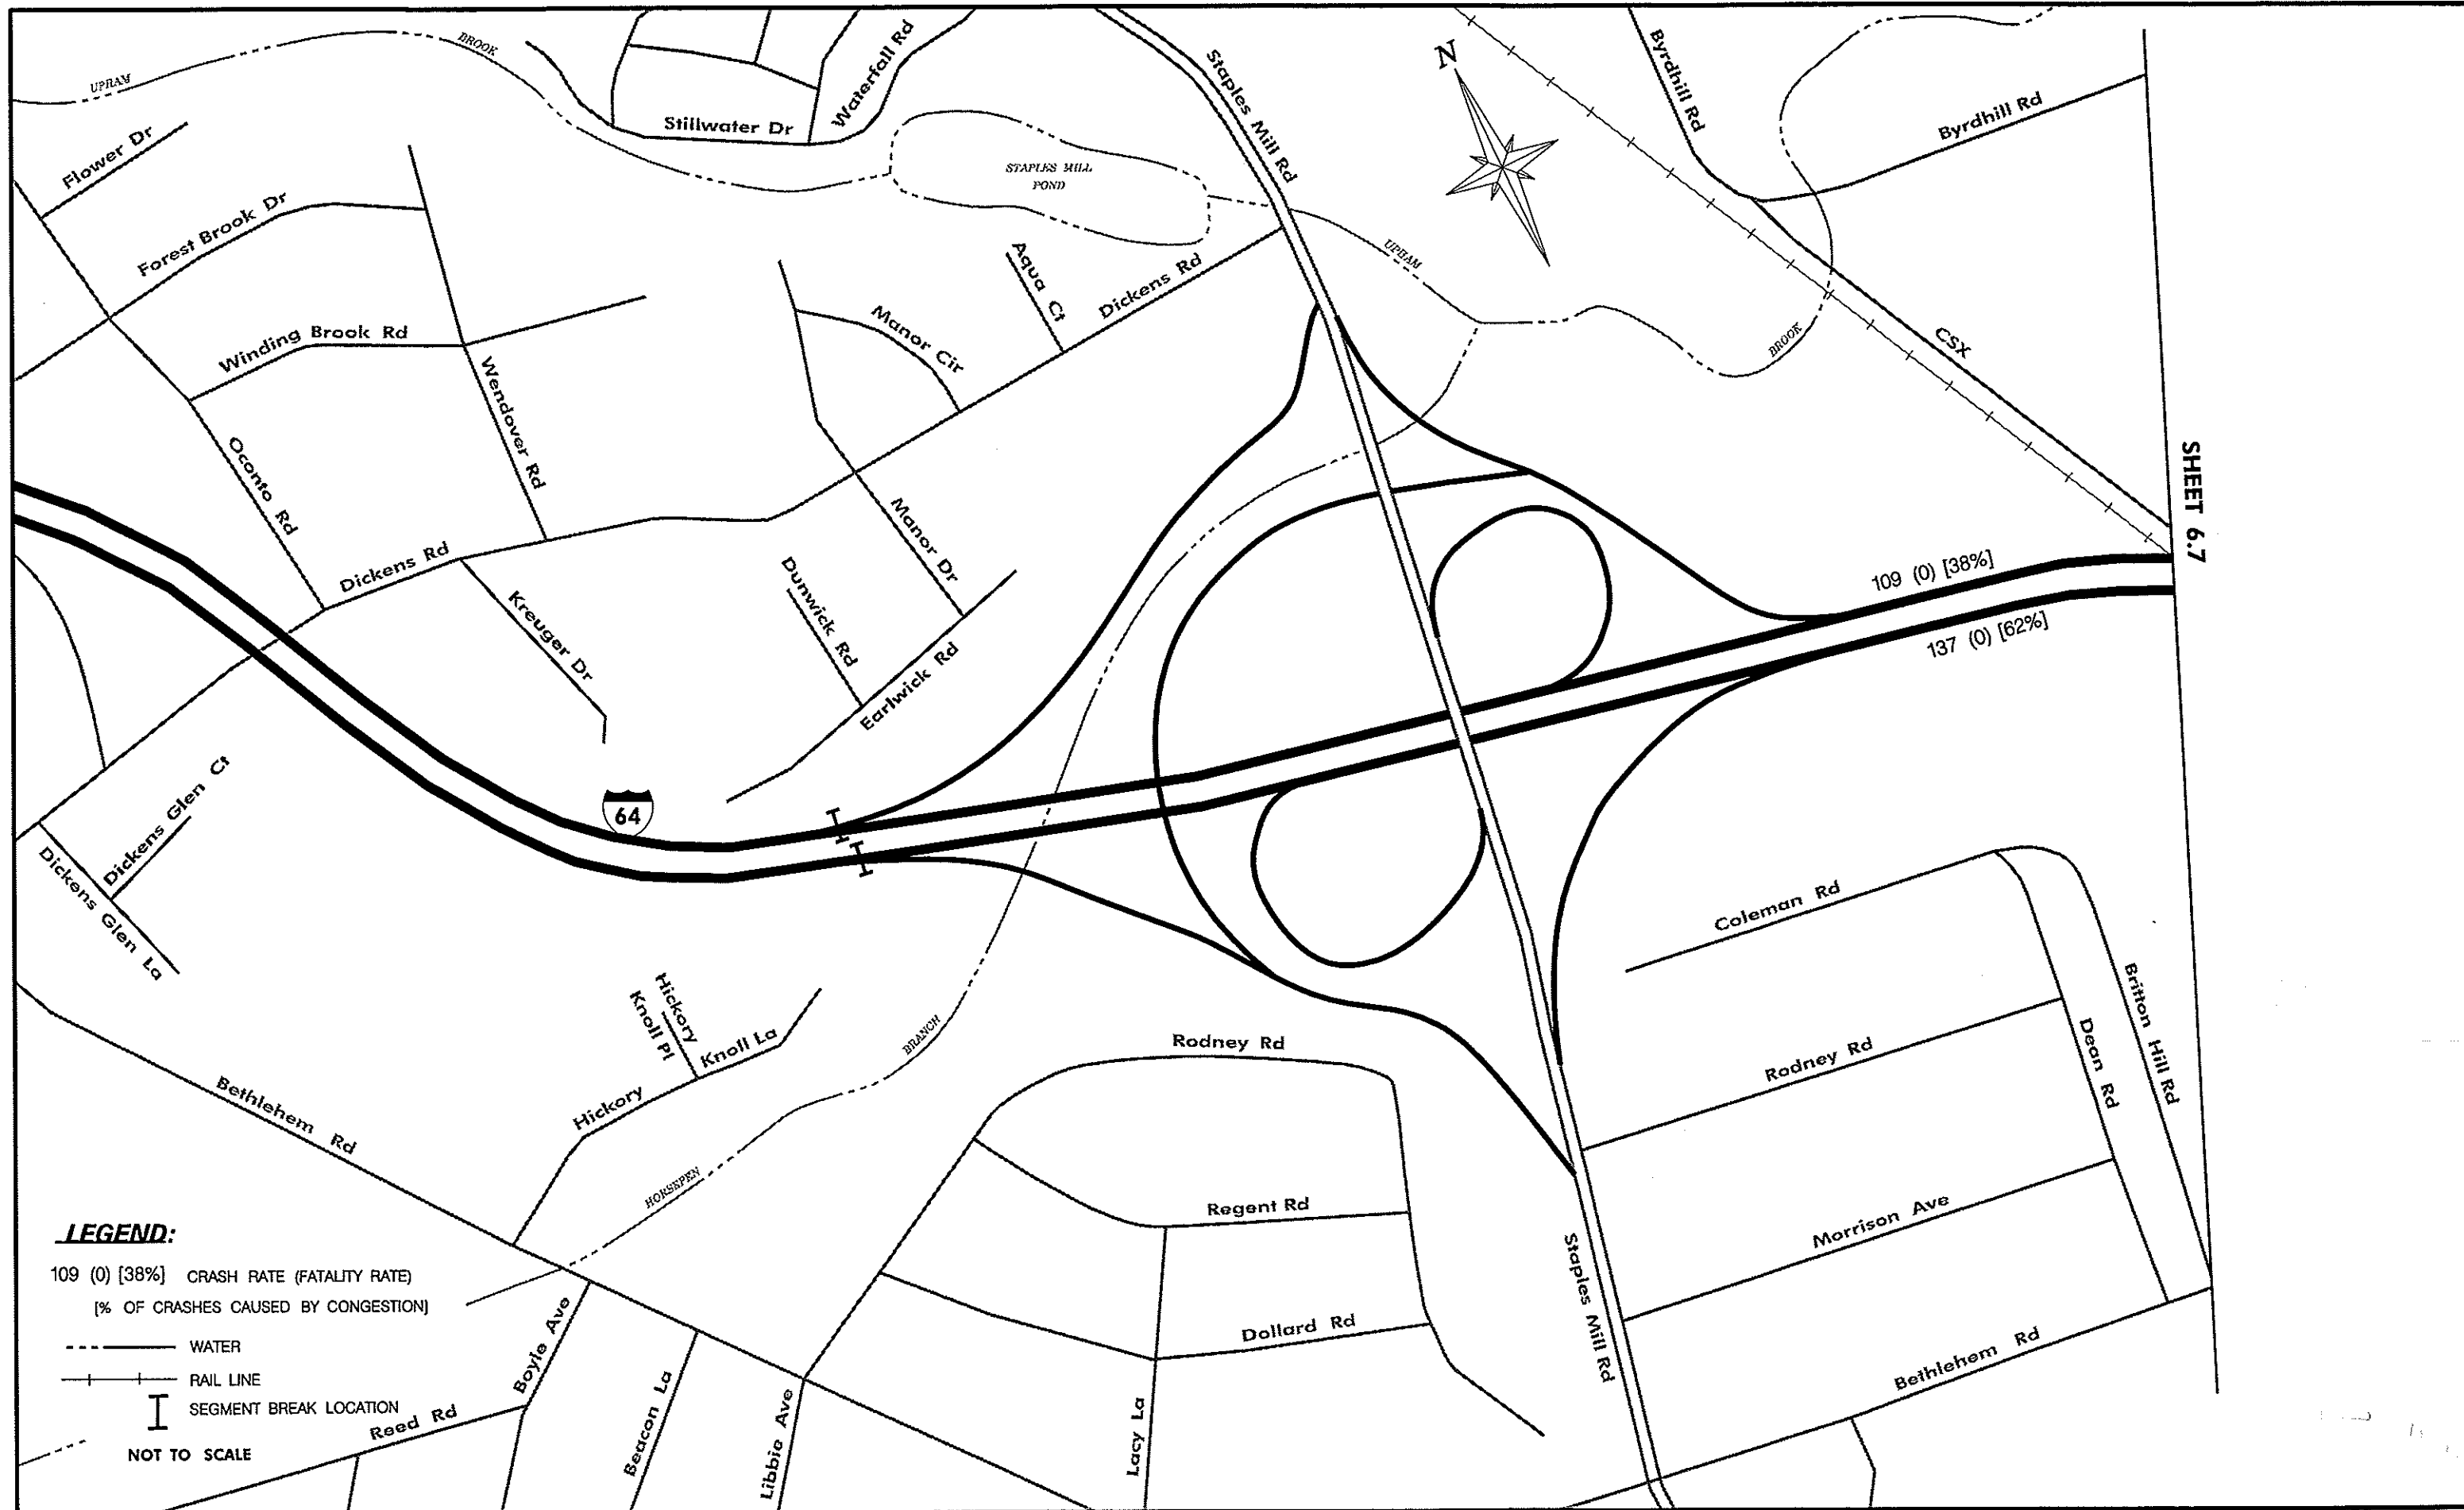 UPHAM
BROOK
Flower Dr
Stillwater Dr
Waterfall Rd
Staples Mill Rd
N
Byrdhill Rd
Byrdhill Rd
STAPLES MILL
POND
Forest Brook Dr
Aqua Ct
Dickens Rd
UPHAM
BROOK
CSX
Winding Brook Rd
Manor Cir
Wendover Rd
Oconto Rd
SHEET 6.7
Dickens Rd
Manor Dr
Dunwick Rd
Kreuger Dr
Earlwick Rd
109 (0) [38%]
137 (0) [62%]
64
Dickens Glen Ct
Dickens Glen La
Coleman Rd
Britton Hill Rd
Dean Rd
Hickory
Knoll Pl
Hickory Knoll La
BRANCH
Rodney Rd
Rodney Rd
Bethlehem Rd
HORSEPEN
Regent Rd
Morrison Ave
Staples Mill Rd
Dollard Rd
Bethlehem Rd
Boyle Ave
Beacon La
Libbie Ave
Lacy La
Reed Rd
LEGEND:
109 (0) [38%] CRASH RATE (FATALITY RATE)
[% OF CRASHES CAUSED BY CONGESTION]
WATER
RAIL LINE
SEGMENT BREAK LOCATION
NOT TO SCALE